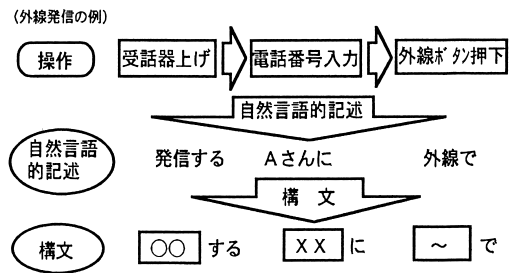 (外線発信の例)
操作 受話器上げ 電話番号入力 外線ボタン押下
自然言語的記述
自然言語的記述 発信する Aさんに 外線で
構 文
構文 ○○ する ××に ～ で